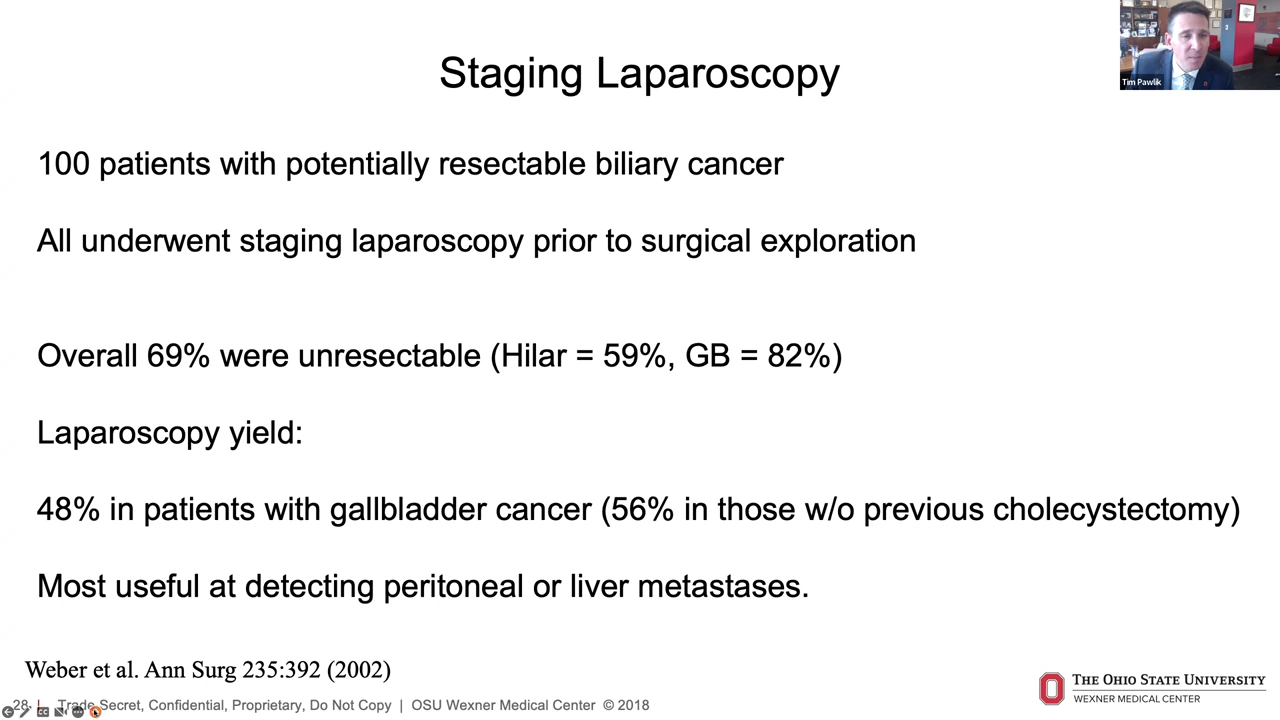 Staging Laparoscopy
Tim Pawlik
100 patients with potentially resectable biliary cancer
All underwent staging laparoscopy prior to surgical exploration
Overall 69% were unresectable (Hilar = 59%, GB = 82%)
Laparoscopy yield:
48% in patients with gallbladder cancer (56% in those w/o previous cholecystectomy)
Most useful at detecting peritoneal or liver metastases.
Weber et al. Ann Surg 235:392 (2002)
28 | Trade Secret, Confidential, Proprietary, Do Not Copy | OSU Wexner Medical Center © 2018
THE OHIO STATE UNIVERSITY
WEXNER MEDICAL CENTER